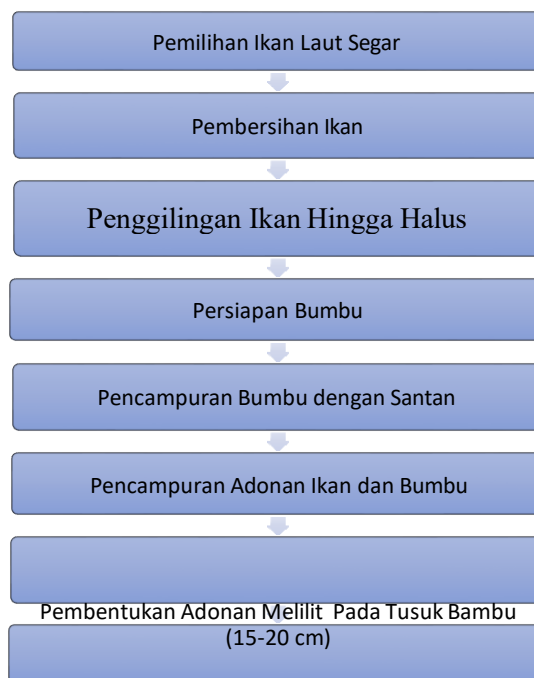 Pemilihan Ikan Laut Segar
Pembersihan Ikan
Penggilingan Ikan Hingga Halus
Persiapan Bumbu
Pencampuran Bumbu dengan Santan
Pencampuran Adonan Ikan dan Bumbu
Pembentukan Adonan Melilit Pada Tusuk Bambu
(15-20 cm)